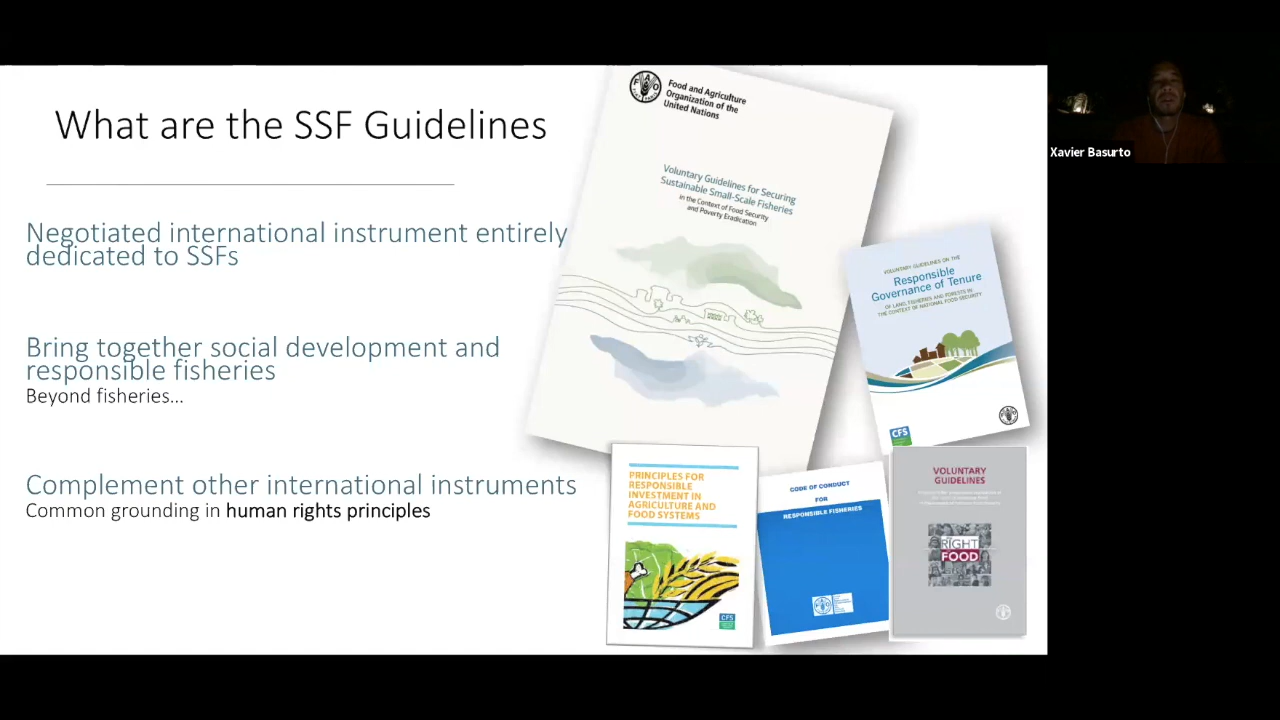 What are the SSF Guidelines
Negotiated international instrument entirely
dedicated to SSFs
Bring together social development and
responsible fisheries
Beyond fisheries...
Complement other international instruments
Common grounding in human rights principles
Food and Agriculture
Organization of the
United Nations
Voluntary Guidelines for Securing
Sustainable Small-Scale Fisheries
in the Context of Food Security
and Poverty Eradication
VOLUNTARY GUIDELINES ON THE
Responsible
Governance of Tenure
OF LAND, FISHERIES AND FORESTS IN
THE CONTEXT OF NATIONAL FOOD SECURITY
CFS
PRINCIPLES FOR
RESPONSIBLE
INVESTMENT IN
AGRICULTURE AND
FOOD SYSTEMS
CFS
CODE OF CONDUCT
FOR
RESPONSIBLE FISHERIES
VOLUNTARY
GUIDELINES
RIGHT
FOOD
Xavier Basurto